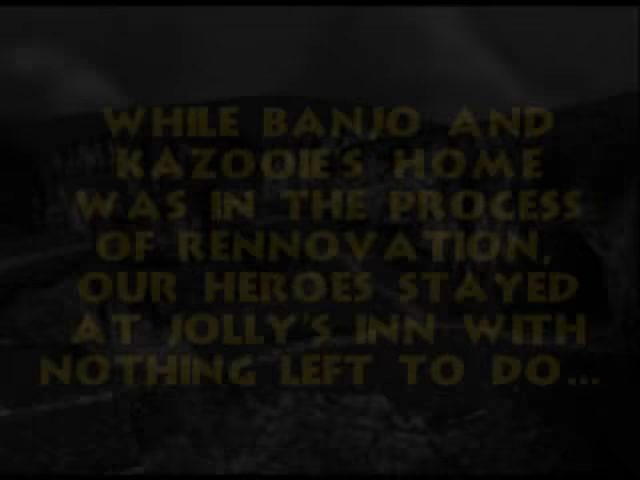 WHILE BANJO AND
KAZOOIE'S HOME
WAS IN THE PROCESS
OF RENNOVATION,
OUR HEROES STAYED
AT JOLLY'S INN WITH
NOTHING LEFT TO DO...